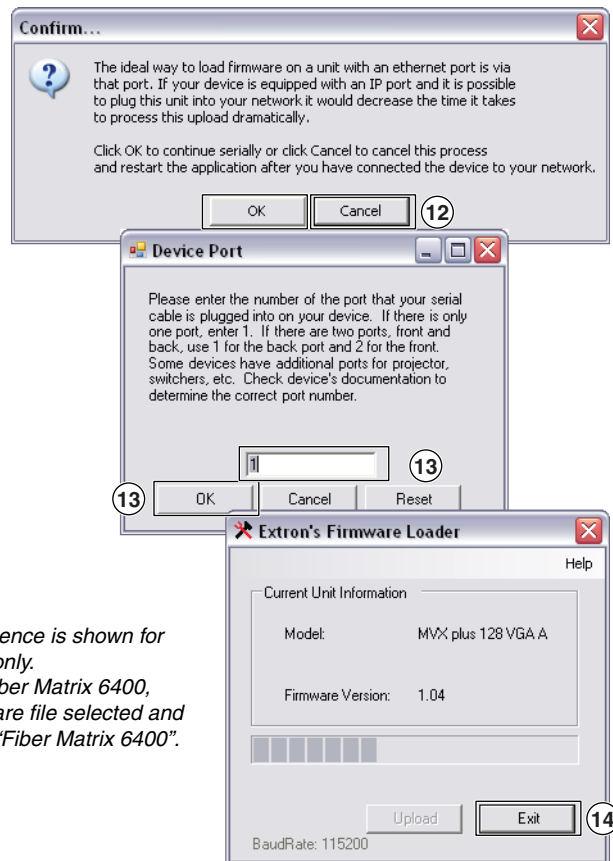 Confirm...
The ideal way to load firmware on a unit with an ethernet port is via
that port. If your device is equipped with an IP port and it is possible
to plug this unit into your network it would decrease the time it takes
to process this upload dramatically.
Click OK to continue serially or click Cancel to cancel this process
and restart the application after you have connected the device to your network.
OK
Cancel
12
Device Port
Please enter the number of the port that your serial
cable is plugged into on your device. If there is only
one port, enter 1. If there are two ports, front and
back, use 1 for the back port and 2 for the front.
Some devices have additional ports for projector,
switchers, etc. Check device's documentation to
determine the correct port number.
1
13
13
OK
Cancel
Reset
Extron's Firmware Loader
Help
Current Unit Information
Model: MVX plus 128 VGA A
Firmware Version: 1.04
Upload
Exit
14
BaudRate: 115200
ence is shown for
only.
ber Matrix 6400,
are file selected and
“Fiber Matrix 6400”.